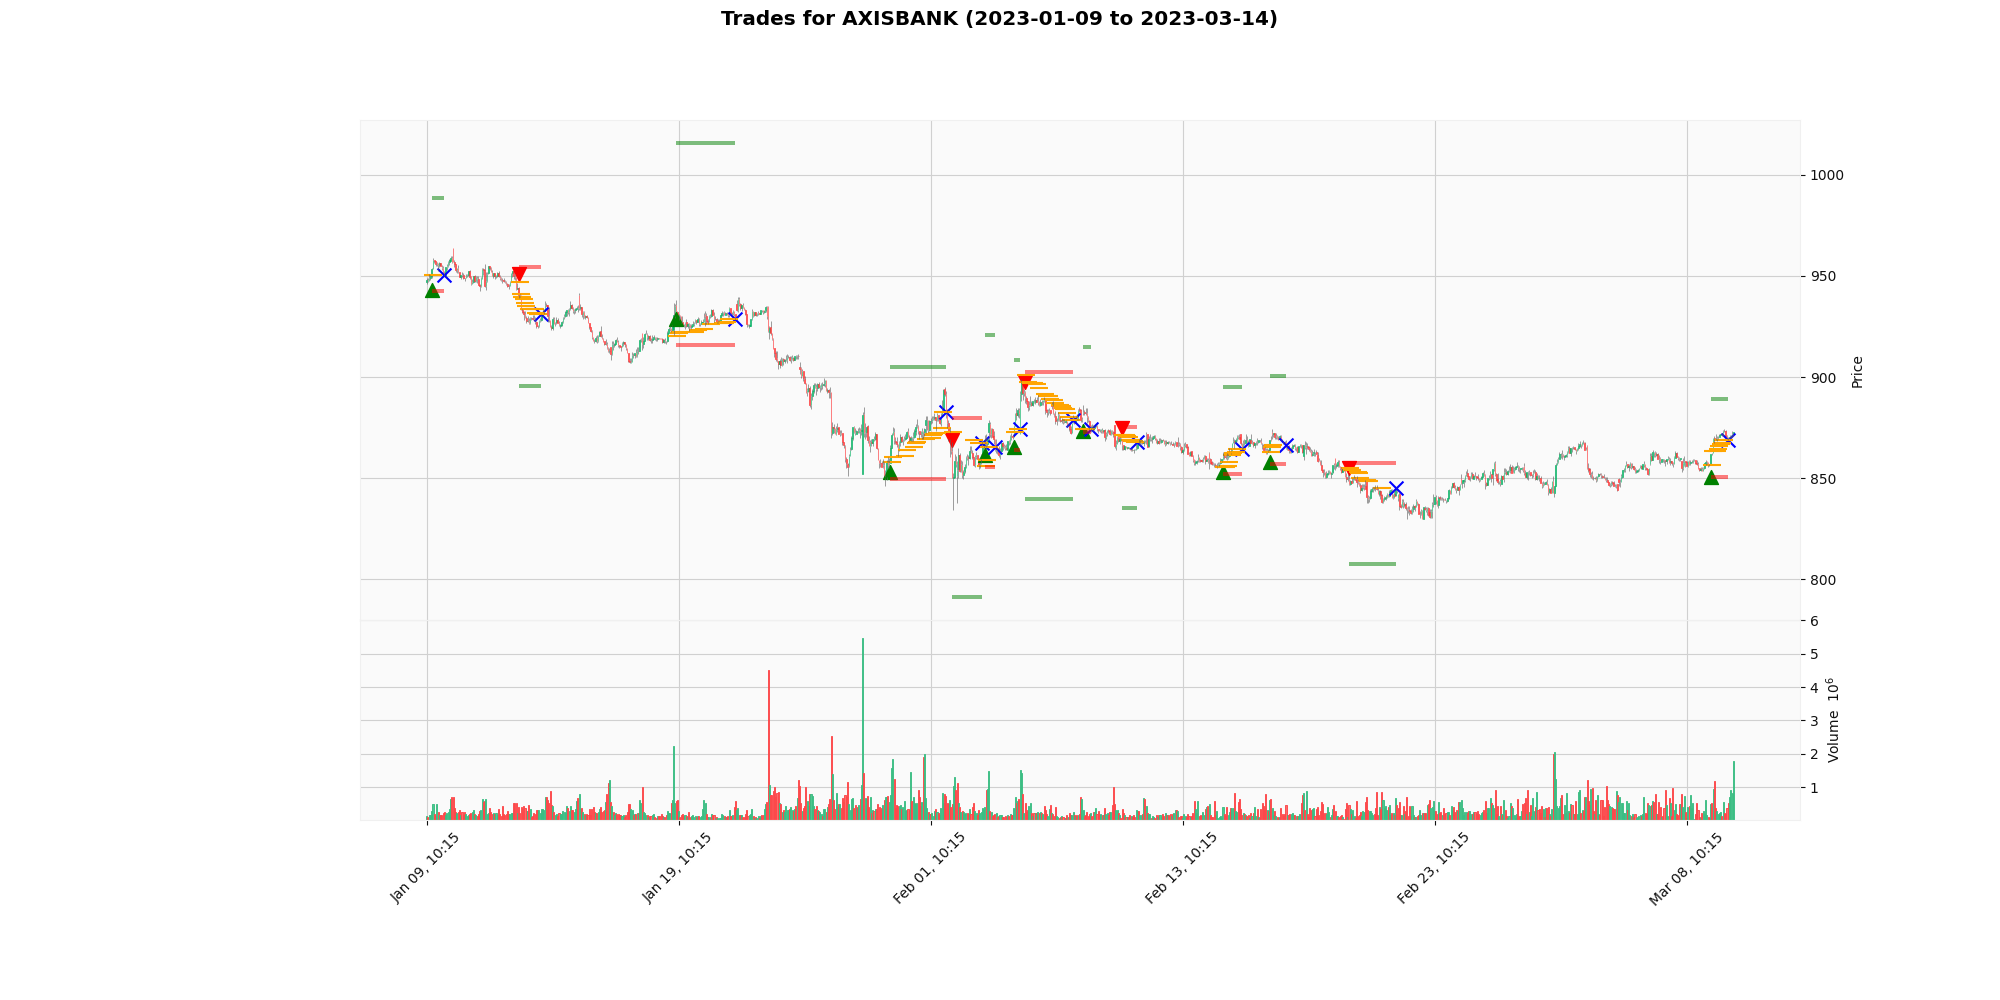 Trades for AXISBANK (2023-01-09 to 2023-03-14)
1000
950
900
850
800
Price
6
5
4
3
2
1
Volume 10^6
Jan 09, 10:15
Jan 19, 10:15
Feb 01, 10:15
Feb 13, 10:15
Feb 23, 10:15
Mar 08, 10:15